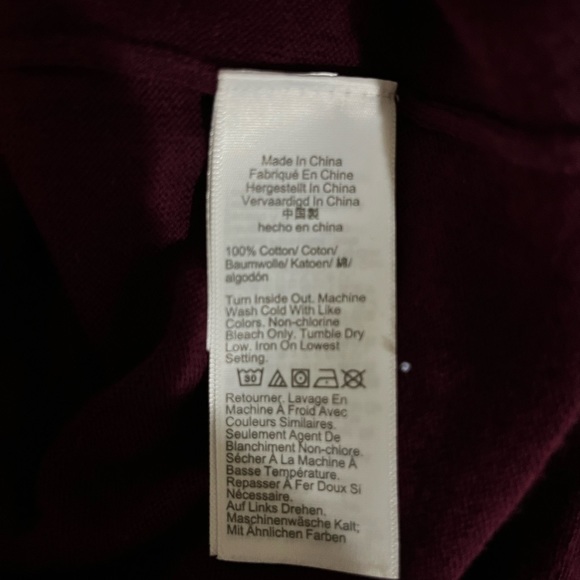 Made In China
Fabriqué En Chine
Hergestellt In China
Vervaardigd In China
中国製
hecho en china
100% Cotton/ Coton/
Baumwolle/ Katoen/ 綿/
algodón
Turn Inside Out. Machine
Wash Cold With Like
Colors. Non-chlorine
Bleach Only. Tumble Dry
Low. Iron On Lowest
Setting.
30
Retourner. Lavage En
Machine À Froid Avec
Couleurs Similaires.
Seulement Agent De
Blanchiment Non-chlore.
Sécher À La Machine À
Basse Température.
Repasser À Fer Doux Si
Nécessaire.
Auf Links Drehen.
Maschinenwäsche Kalt;
Mit Ähnlichen Farben